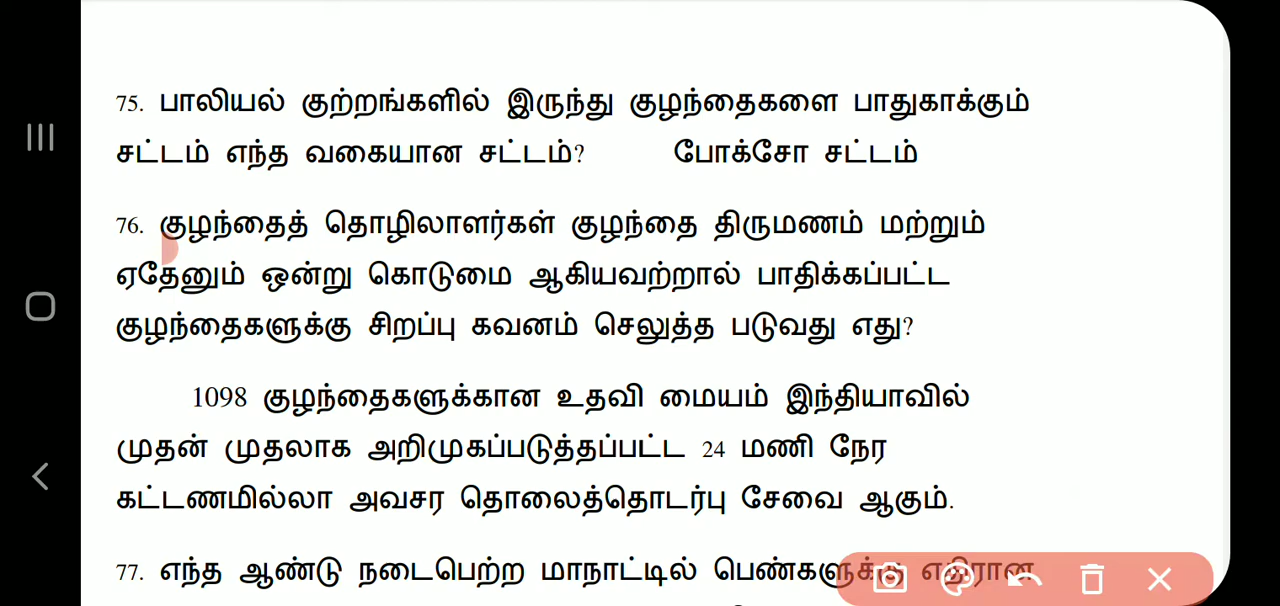 75. பாலியல் குற்றங்களில் இருந்து குழந்தைகளை பாதுகாக்கும்
சட்டம் எந்த வகையான சட்டம்? போக்சோ சட்டம்
76. குழந்தைத் தொழிலாளர்கள் குழந்தை திருமணம் மற்றும்
ஏதேனும் ஒன்று கொடுமை ஆகியவற்றால் பாதிக்கப்பட்ட
குழந்தைகளுக்கு சிறப்பு கவனம் செலுத்த படுவது எது?
1098 குழந்தைகளுக்கான உதவி மையம் இந்தியாவில்
முதன் முதலாக அறிமுகப்படுத்தப்பட்ட 24 மணி நேர
கட்டணமில்லா அவசர தொலைத்தொடர்பு சேவை ஆகும்.
77. எந்த ஆண்டு நடைபெற்ற மாநாட்டில் பெண்களுக்கு எதிரான